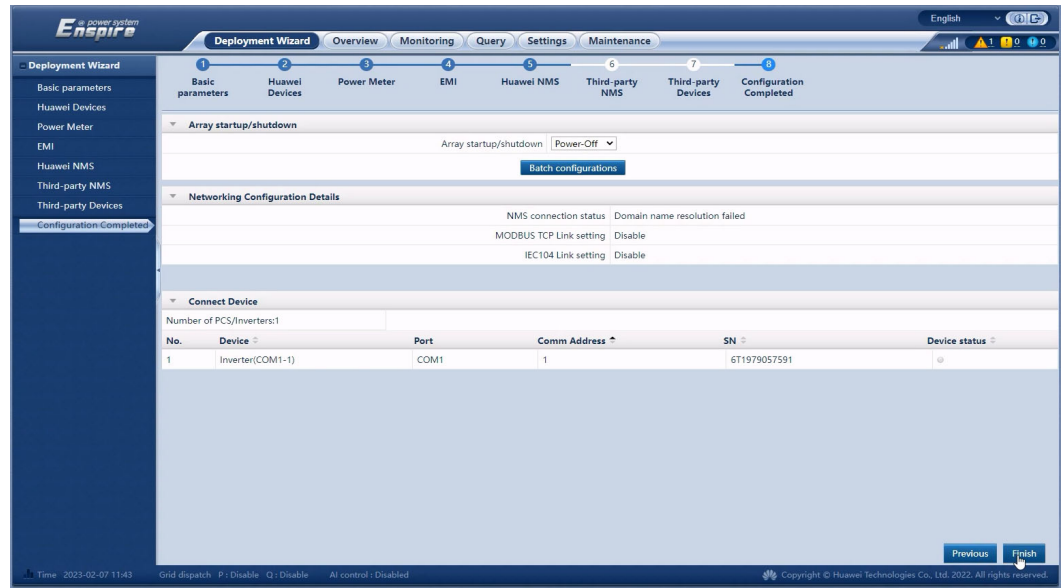 e power system
Enspire
English
Deployment Wizard Overview Monitoring Query Settings Maintenance
1 0 0
Deployment Wizard
Basic parameters
Huawei Devices
Power Meter
EMI
Huawei NMS
Third-party NMS
Third-party Devices
Configuration Completed
1 2 3 4 5 6 7 8
Basic parameters
Huawei Devices
Power Meter
EMI
Huawei NMS
Third-party NMS
Third-party Devices
Configuration Completed
Array startup/shutdown
Array startup/shutdown Power-Off
Batch configurations
Networking Configuration Details
NMS connection status Domain name resolution failed
MODBUS TCP Link setting Disable
IEC104 Link setting Disable
Connect Device
Number of PCS/Inverters:1
No. Device Port Comm Address SN Device status
1 Inverter(COM1-1) COM1 1 6T1979057591
Previous Finish
Time 2023-02-07 11:43 Grid dispatch P : Disable Q : Disable AI control : Disabled Copyright © Huawei Technologies Co., Ltd. 2022. All rights reserved.